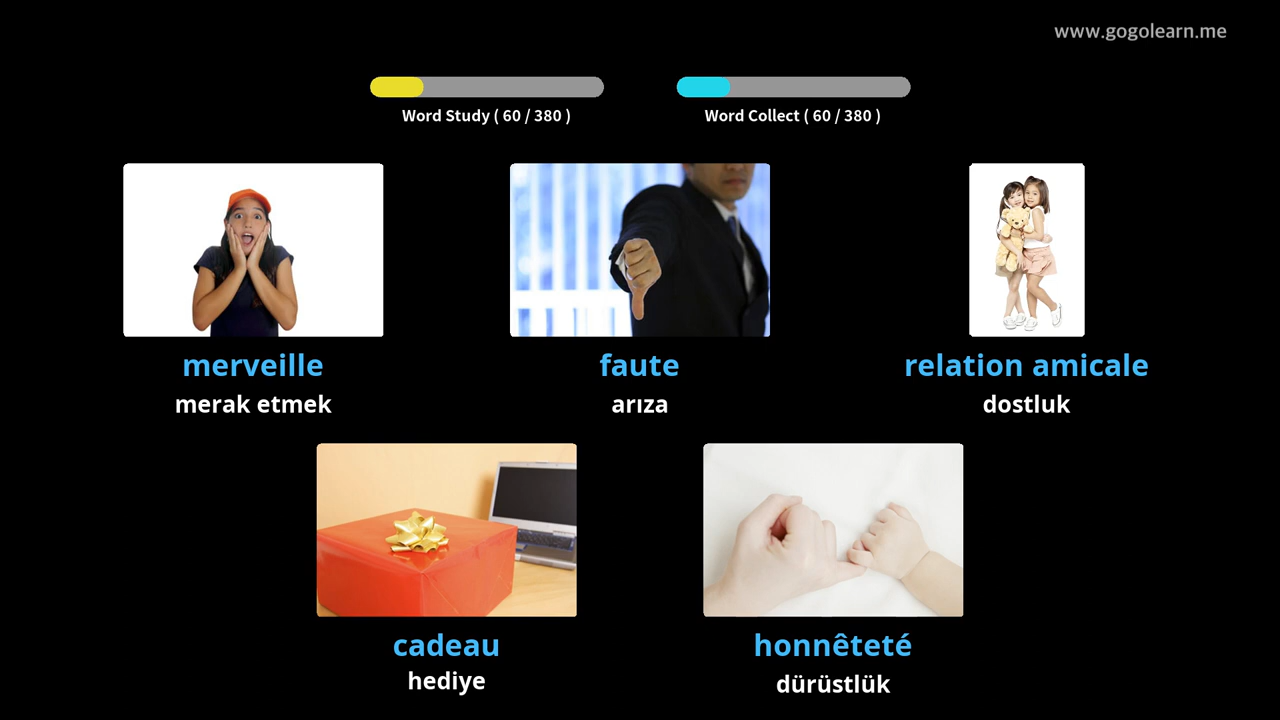 www.gogolearn.me
Word Study ( 60 / 380 )
Word Collect ( 60 / 380 )
merveille
merak etmek
faute
arıza
relation amicale
dostluk
cadeau
hediye
honnêteté
dürüstlük